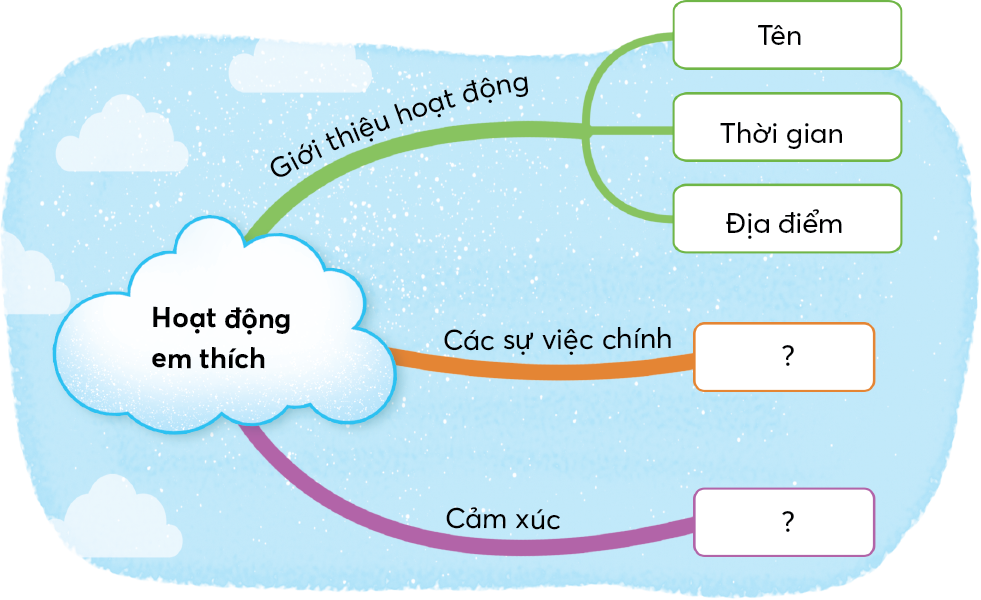 Hoạt động
em thích
Giới thiệu hoạt động
Tên
Thời gian
Địa điểm
Các sự việc chính
?
Cảm xúc
?